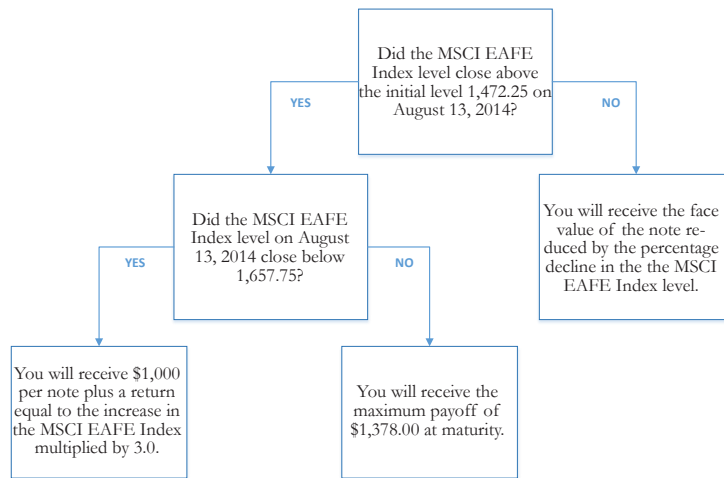 Did the MSCI EAFE
Index level close above
the initial level 1,472.25 on
August 13, 2014?
YES
NO
Did the MSCI EAFE
Index level on August
13, 2014 close below
1,657.75?
You will receive the face
value of the note re-
duced by the percentage
decline in the the MSCI
EAFE Index level.
YES
NO
You will receive $1,000
per note plus a return
equal to the increase in
the MSCI EAFE Index
multiplied by 3.0.
You will receive the
maximum payoff of
$1,378.00 at maturity.